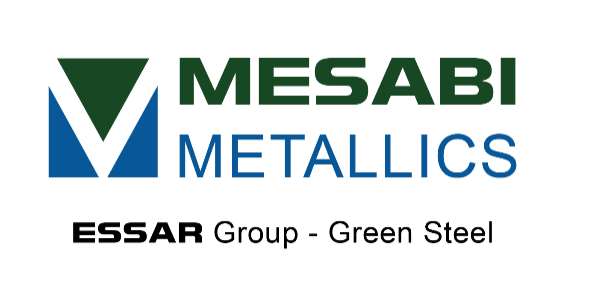 MESABI
METALLICS
ESSAR Group - Green Steel